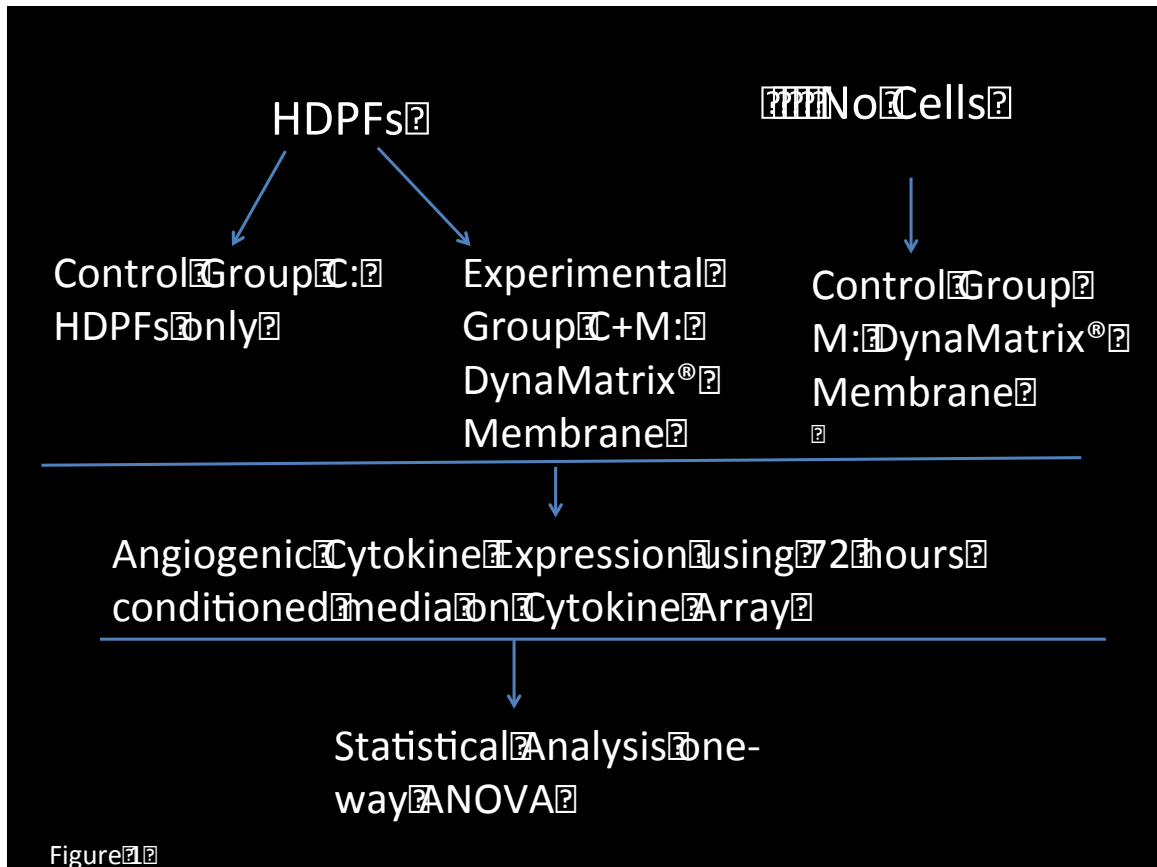 HDPFs
No Cells
Control Group C:
HDPFs only
Experimental
Group C+M:
DynaMatrix®
Membrane
Control Group
M: DynaMatrix®
Membrane
Angiogenic Cytokine Expression using 72 hours
conditioned media on Cytokine Array
Statistical Analysis one-
way ANOVA
Figure 1